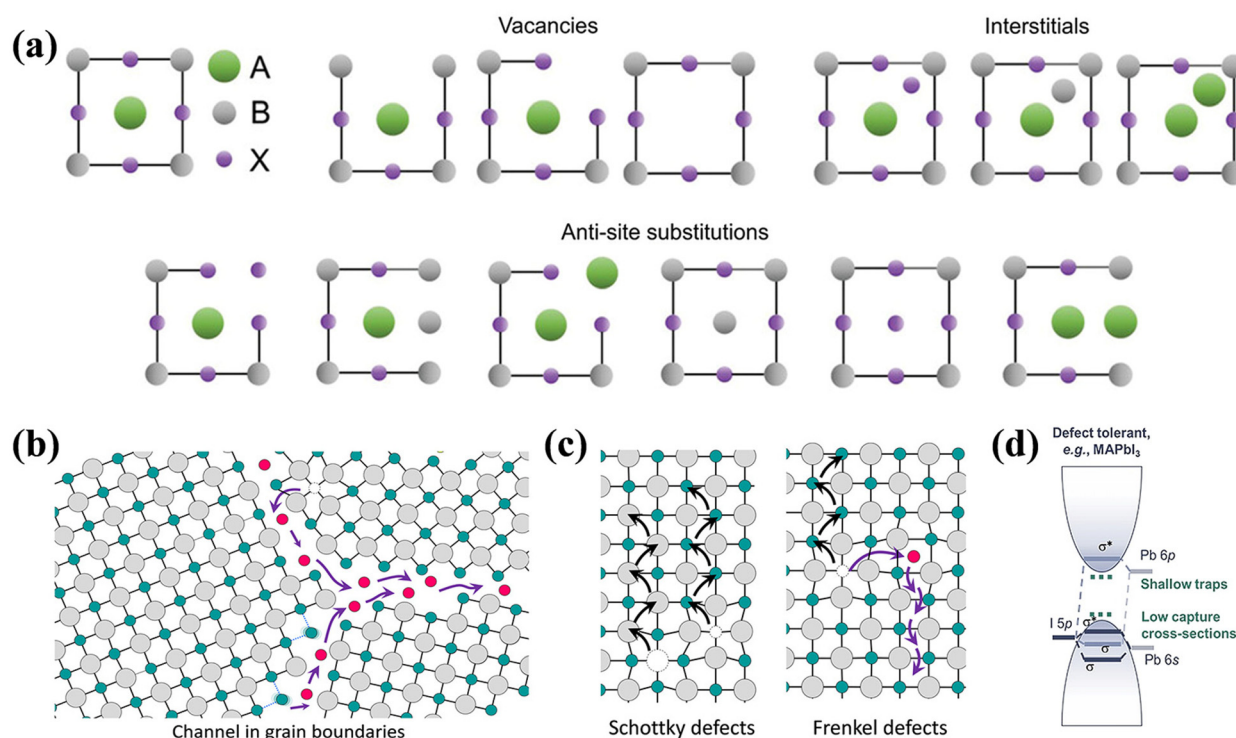 (a)
A
B
X
Vacancies
Interstitials
Anti-site substitutions
(b)
Channel in grain boundaries
(c)
Schottky defects
Frenkel defects
(d)
Defect tolerant,
e.g., MAPbI₃
σ*
Pb 6p
Shallow traps
Low capture
cross-sections
σ*
I 5p
σ
Pb 6s
σ